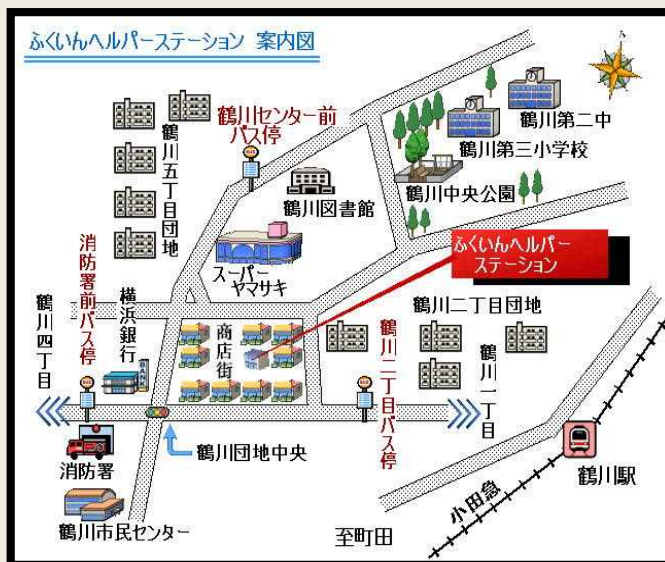 ふくいんヘルパーステーション 案内図
鶴川センター前
バス停
鶴川五丁目団地
鶴川第二中
鶴川第三小学校
鶴川中央公園
鶴川図書館
スーパー
ヤマサキ
ふくいんヘルパー
ステーション
消防署前バス停
横浜銀行
鶴川四丁目
商店街
鶴川二丁目団地
鶴川二丁目バス停
鶴川一丁目
鶴川団地中央
消防署
鶴川市民センター
鶴川駅
小田急
至町田